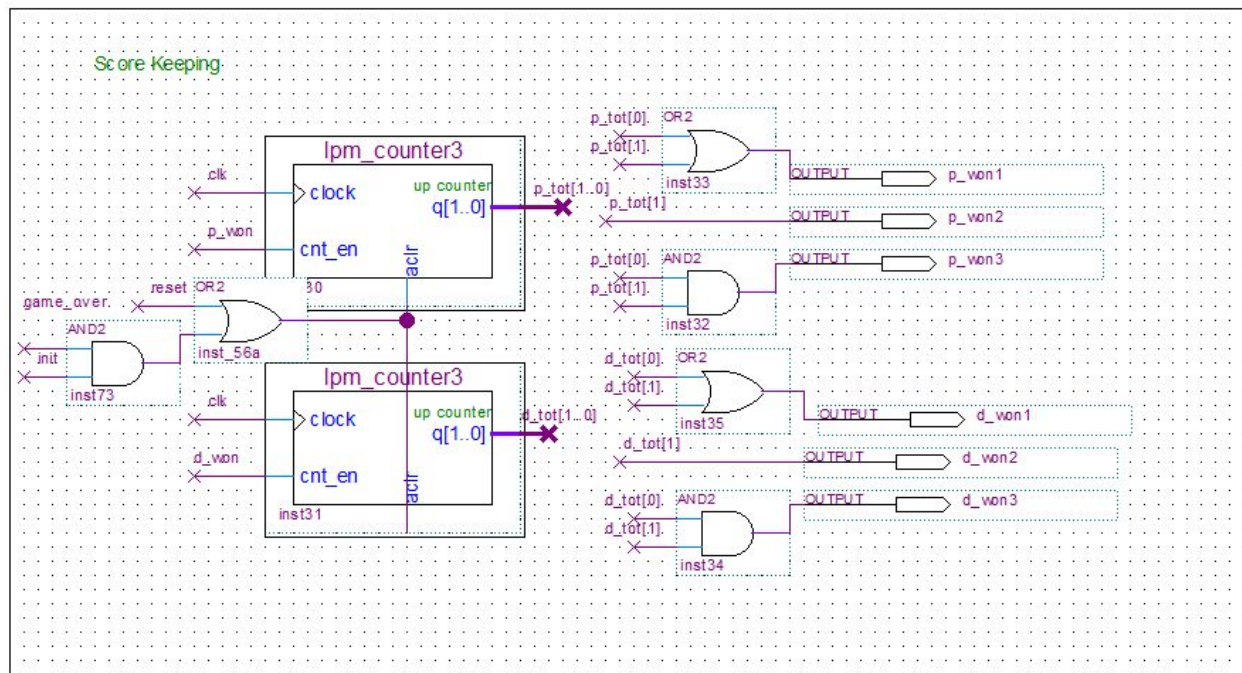 Score Keeping
lpm_counter3
clk
clock
up counter
q[1..0]
p_tot[1..0]
p_won
cnt_en
aclr
30
reset
OR2
inst_56a
game_over
AND2
init
inst73
lpm_counter3
clk
clock
up counter
q[1..0]
d_tot[1..0]
d_won
cnt_en
aclr
inst31
p_tot[0]
OR2
p_tot[1]
inst33
OUTPUT
p_won1
p_tot[1]
OUTPUT
p_won2
p_tot[0]
AND2
p_tot[1]
inst32
OUTPUT
p_won3
d_tot[0]
OR2
d_tot[1]
inst35
OUTPUT
d_won1
d_tot[1]
OUTPUT
d_won2
d_tot[0]
AND2
d_tot[1]
inst34
OUTPUT
d_won3